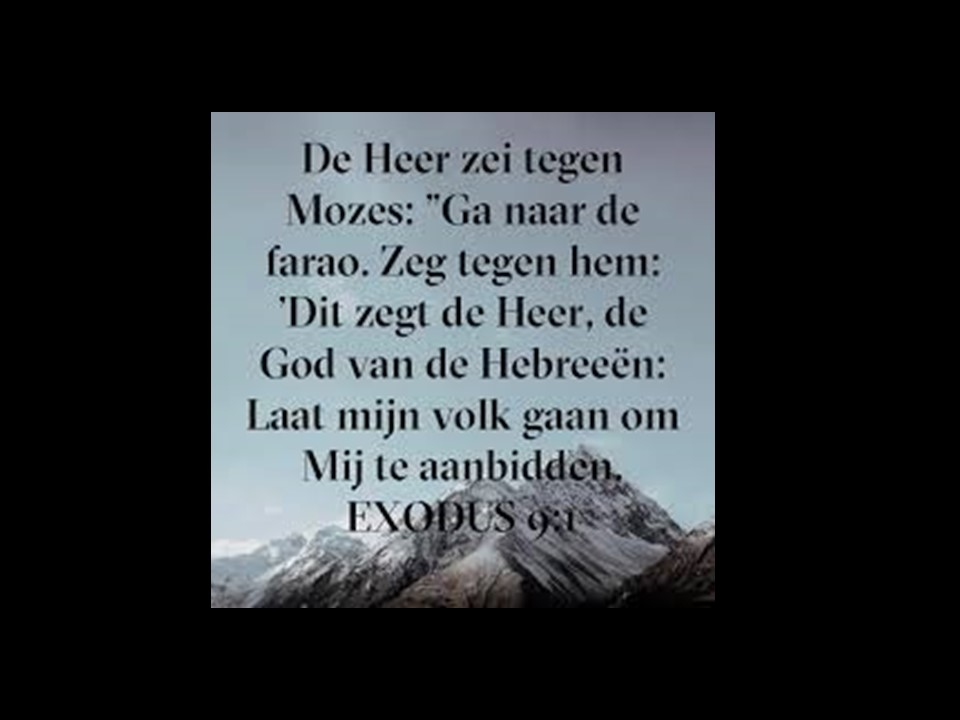 De Heer zei tegen
Mozes: "Ga naar de
farao. Zeg tegen hem:
'Dit zegt de Heer, de
God van de Hebreeën:
Laat mijn volk gaan om
Mij te aanbidden.
EXODUS 9:1